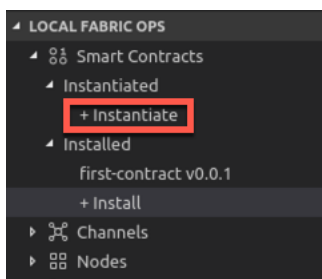 LOCAL FABRIC OPS
Smart Contracts
Instantiated
+ Instantiate
Installed
first-contract v0.0.1
+ Install
Channels
Nodes